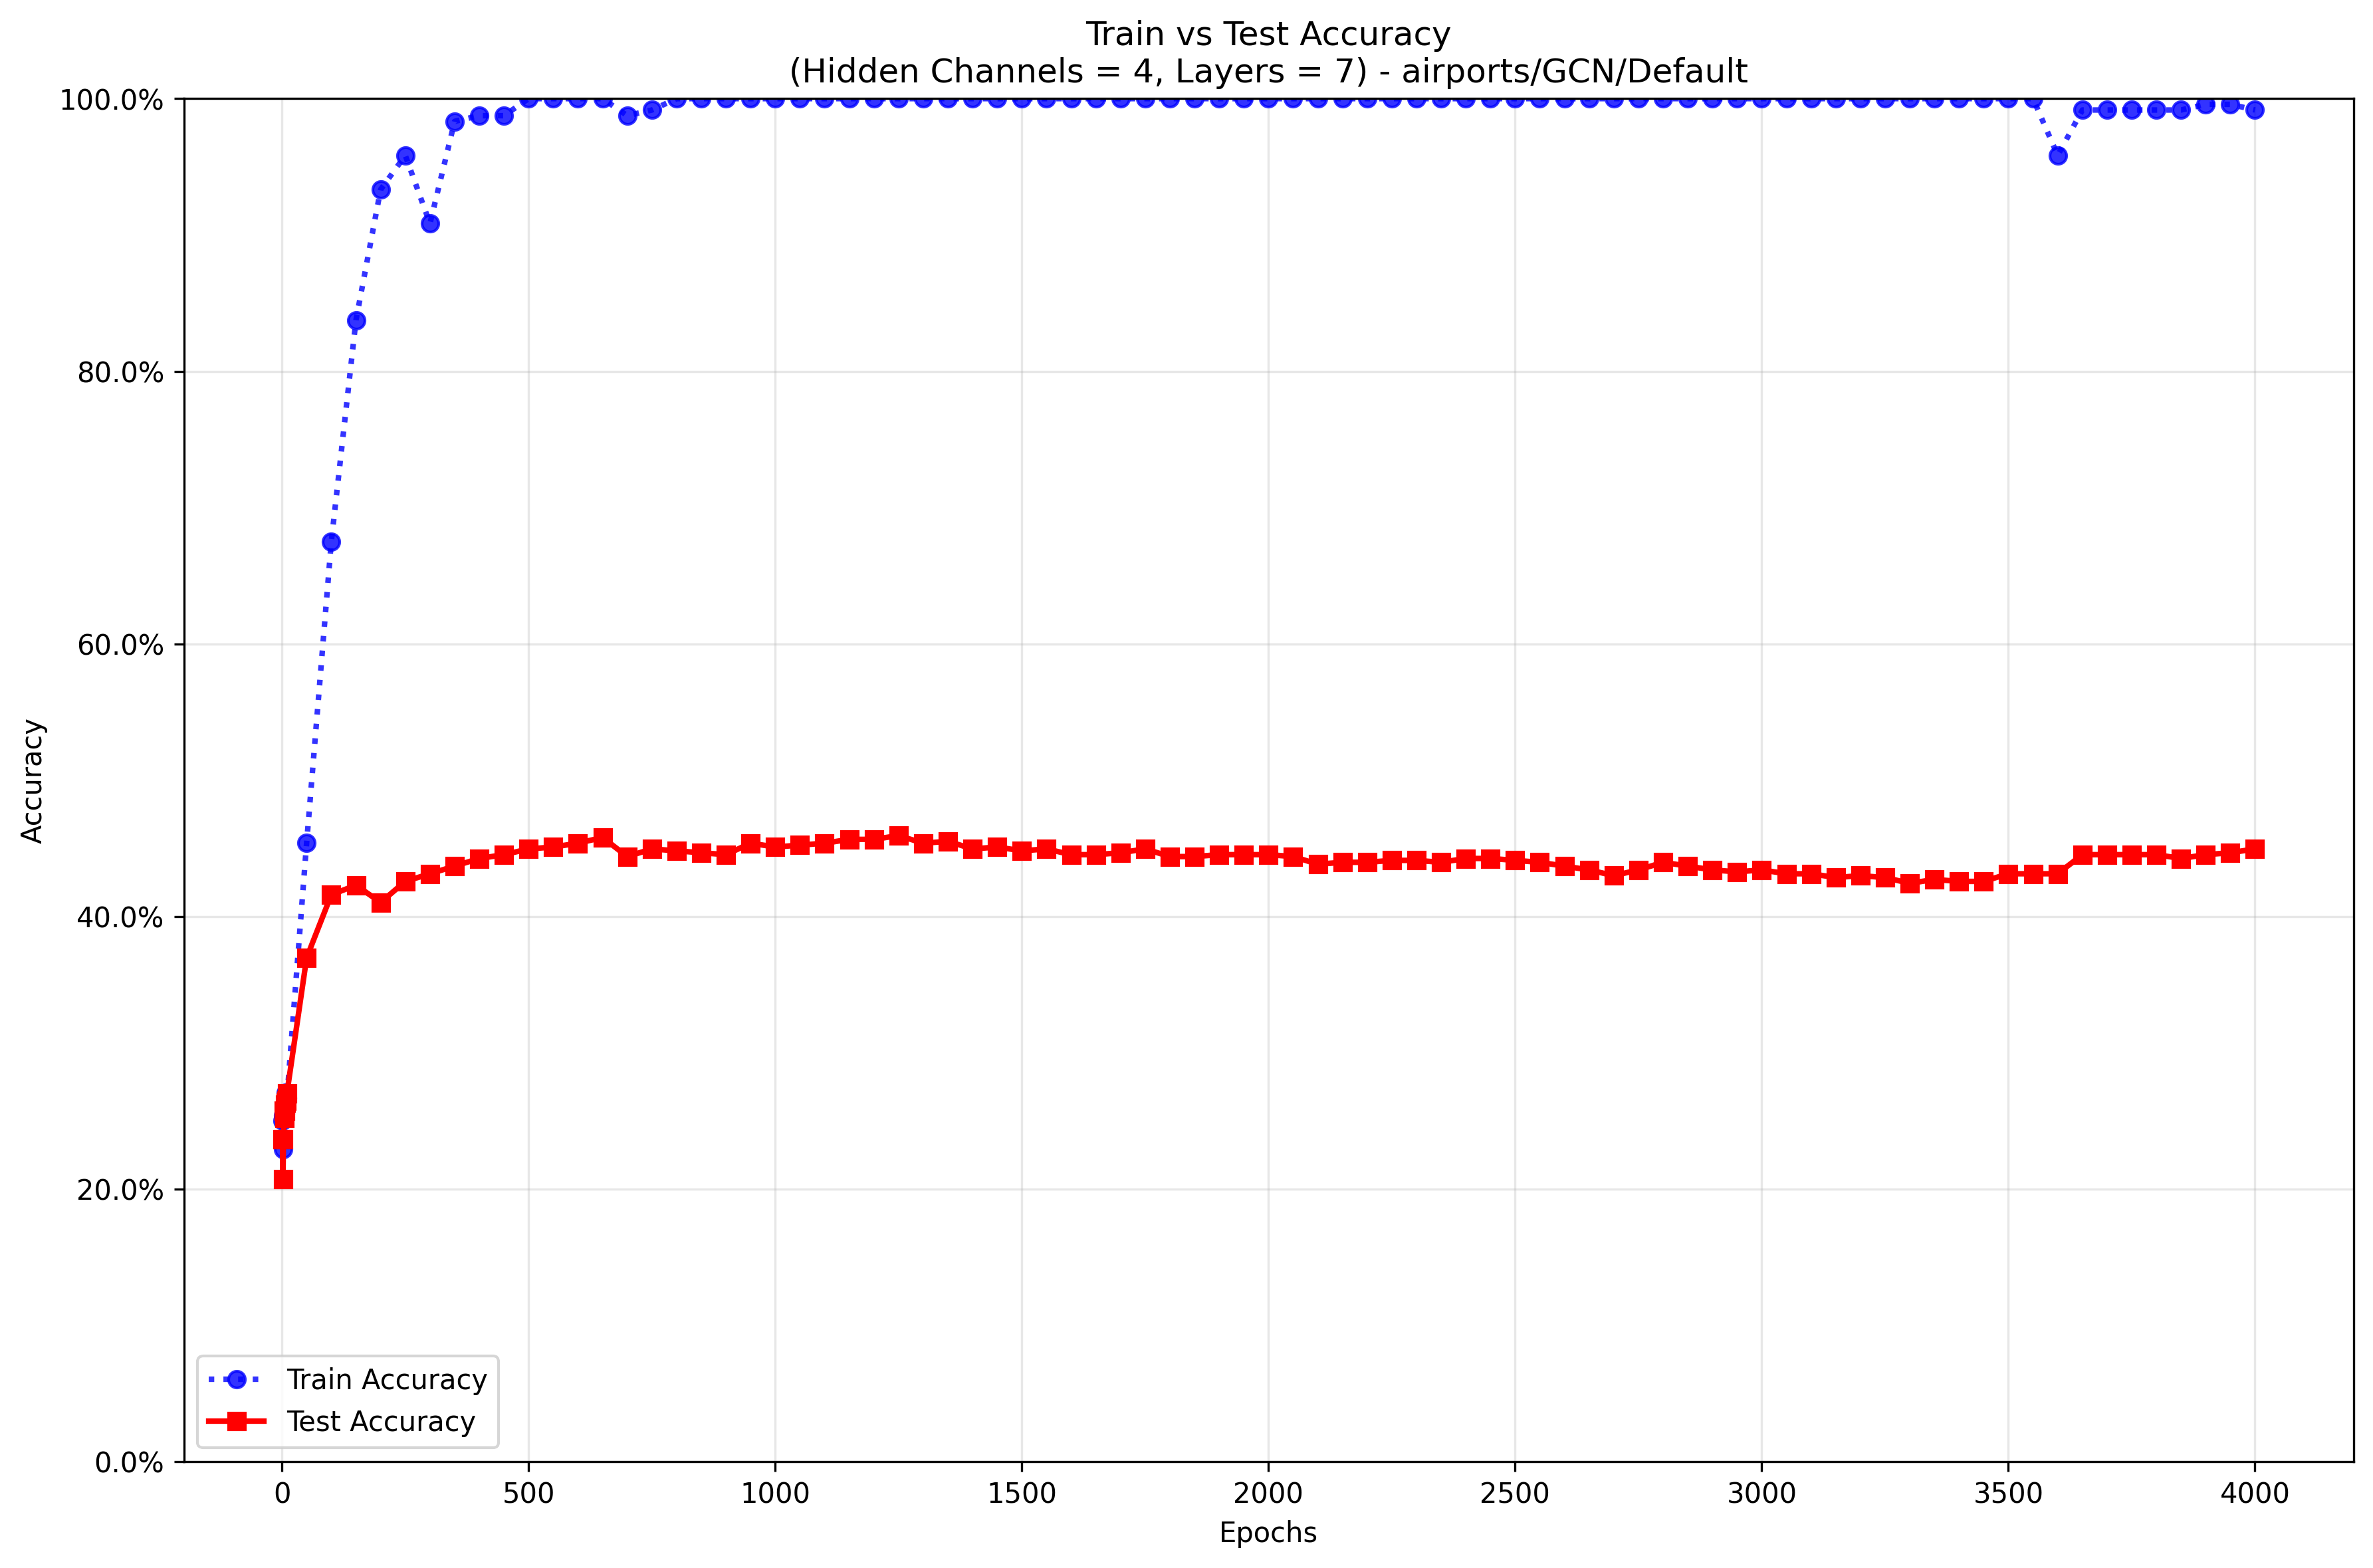 Train vs Test Accuracy
(Hidden Channels = 4, Layers = 7) - airports/GCN/Default
100.0%
80.0%
60.0%
40.0%
20.0%
0.0%
Accuracy
Train Accuracy
Test Accuracy
0 500 1000 1500 2000 2500 3000 3500 4000
Epochs